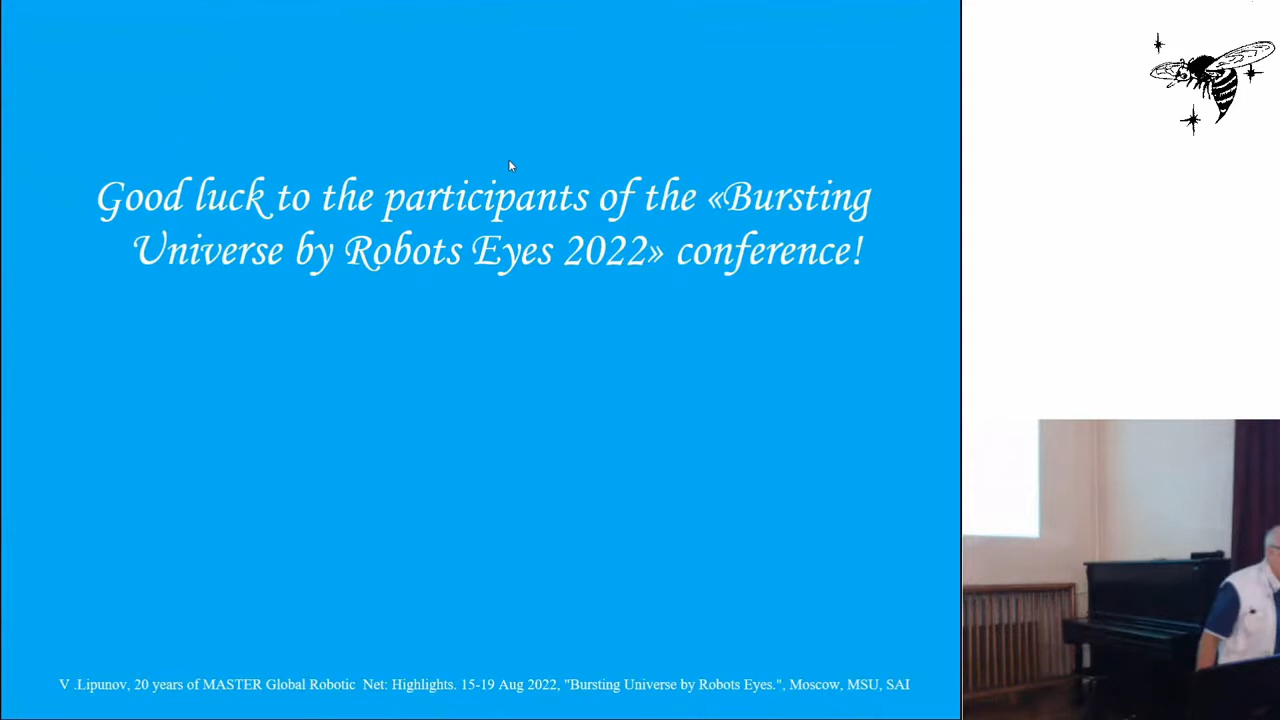 Good luck to the participants of the «Bursting
Universe by Robots Eyes 2022» conference!
V .Lipunov, 20 years of MASTER Global Robotic Net: Highlights. 15-19 Aug 2022, "Bursting Universe by Robots Eyes.", Moscow, MSU, SAI